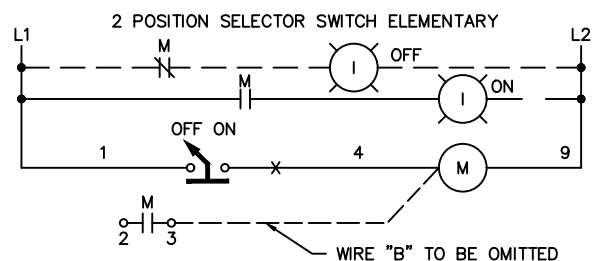 2 POSITION SELECTOR SWITCH ELEMENTARY
L1 L2
M
I OFF
M
I ON
OFF ON
1 4 M 9
X
M
2 3
WIRE "B" TO BE OMITTED